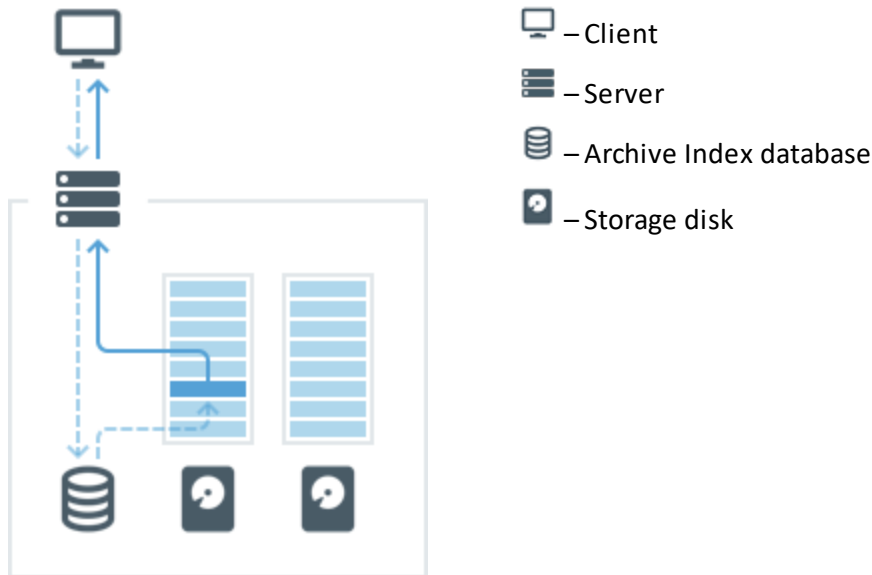 – Client
– Server
– Archive Index database
– Storage disk